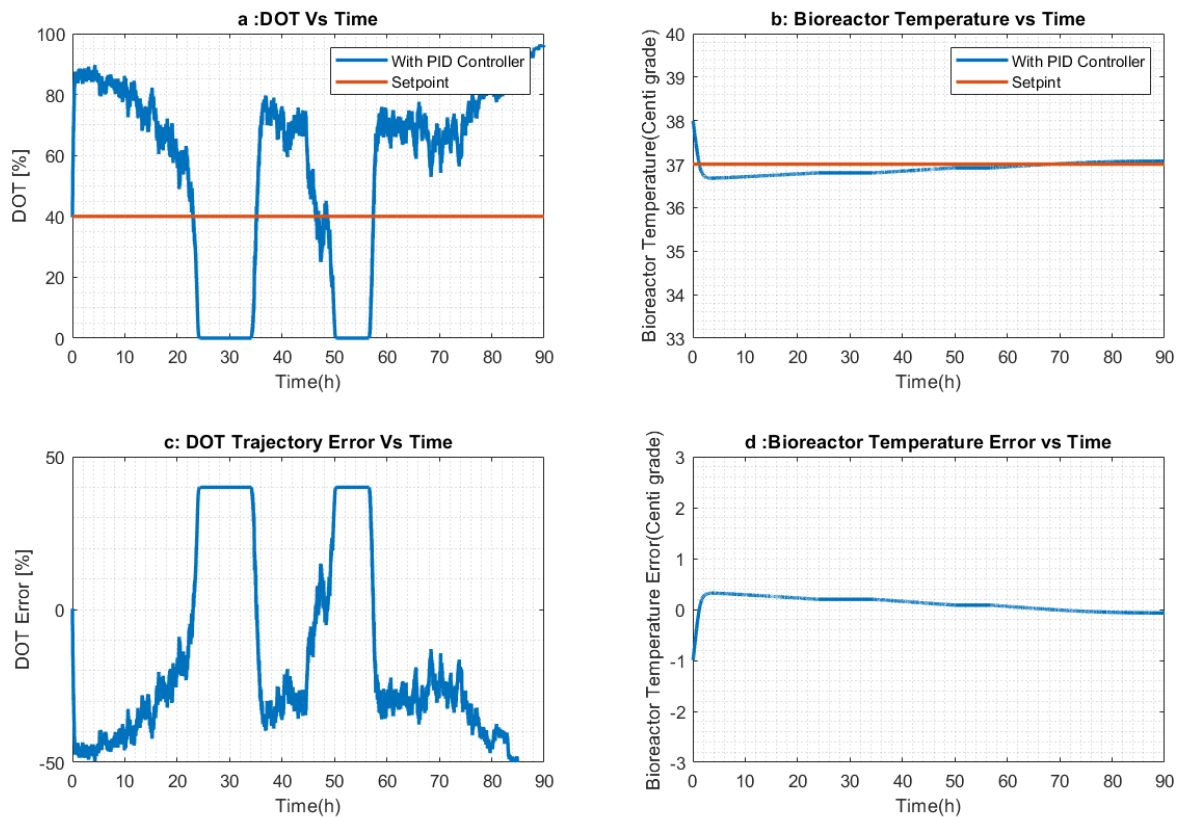 a :DOT Vs Time
100
80
60
40
20
0
DOT [%]
With PID Controller
Setpoint
0 10 20 30 40 50 60 70 80 90
Time(h)
b: Bioreactor Temperature vs Time
40
39
38
37
36
35
34
33
Bioreactor Temperature(Centi grade)
With PID Controller
Setpint
0 10 20 30 40 50 60 70 80 90
Time(h)
c: DOT Trajectory Error Vs Time
50
0
-50
DOT Error [%]
0 10 20 30 40 50 60 70 80 90
Time(h)
d :Bioreactor Temperature Error vs Time
3
2
1
0
-1
-2
-3
Bioreactor Temperature Error(Centi grade)
0 10 20 30 40 50 60 70 80 90
Time(h)